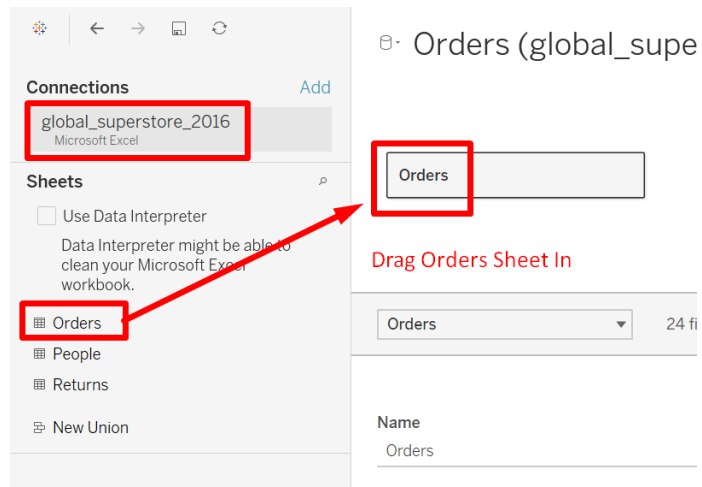 Orders (global_supe
Connections
Add
global_superstore_2016
Microsoft Excel
Sheets
Use Data Interpreter
Data Interpreter might be able to
clean your Microsoft Excel
workbook.
Orders
People
Returns
New Union
Orders
Drag Orders Sheet In
Orders
24 fi
Name
Orders